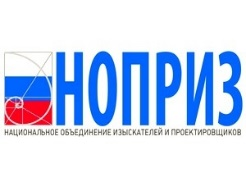 НОПРИЗ
НАЦИОНАЛЬНОЕ ОБЪЕДИНЕНИЕ ИЗЫСКАТЕЛЕЙ И ПРОЕКТИРОВЩИКОВ